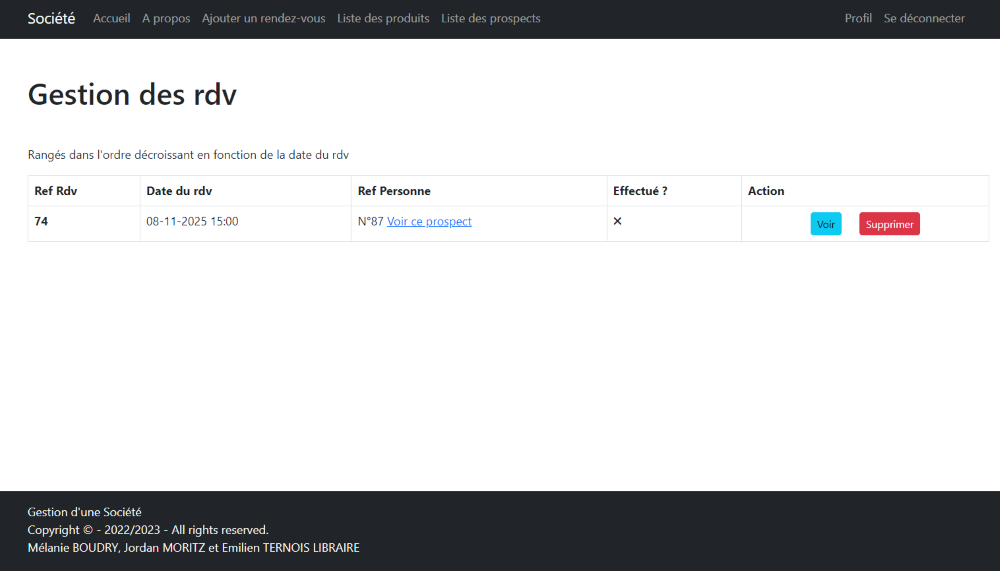 Société Accueil A propos Ajouter un rendez-vous Liste des produits Liste des prospects Profil Se déconnecter
Gestion des rdv
Rangés dans l'ordre décroissant en fonction de la date du rdv
Ref Rdv Date du rdv Ref Personne Effectué ? Action
74 08-11-2025 15:00 N°87 Voir ce prospect ✕ Voir Supprimer
Gestion d'une Société
Copyright © - 2022/2023 - All rights reserved.
Mélanie BOUDRY, Jordan MORITZ et Emilien TERNOIS LIBRAIRE